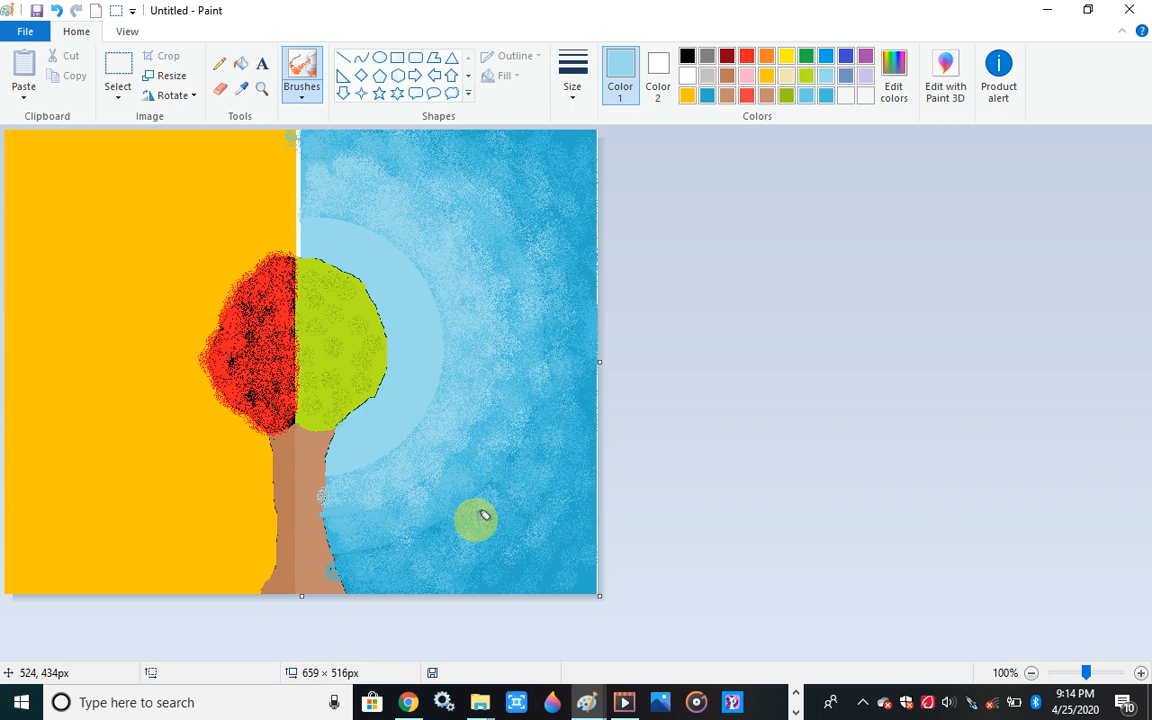 Untitled - Paint
File
Home
View
Paste
Cut
Copy
Clipboard
Select
Crop
Resize
Rotate
Image
A
Tools
Brushes
Outline
Fill
Shapes
Size
Color 1
Color 2
Edit colors
Colors
Edit with Paint 3D
Product alert
524, 434px
659 × 516px
100%
Type here to search
9:14 PM
4/25/2020
10